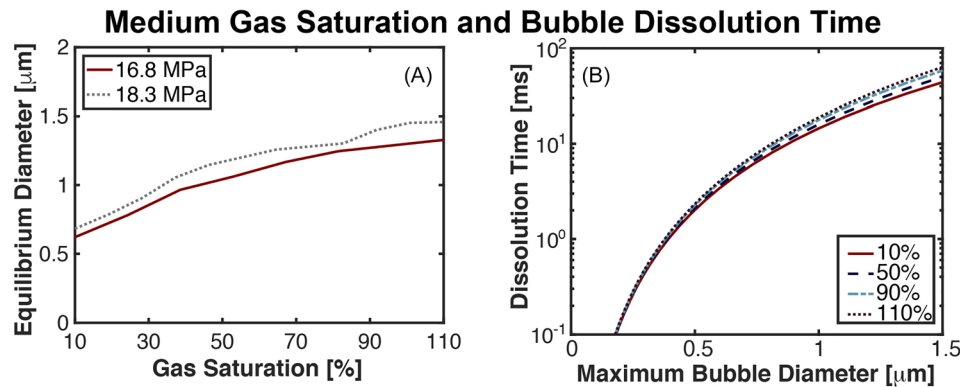 Medium Gas Saturation and Bubble Dissolution Time
Equilibrium Diameter [μm]
2
1.5
1
0.5
0
16.8 MPa
18.3 MPa
(A)
10 30 50 70 90 110
Gas Saturation [%]
Dissolution Time [ms]
10²
10¹
10⁰
10⁻¹
(B)
10%
50%
90%
110%
0 0.5 1 1.5
Maximum Bubble Diameter [μm]